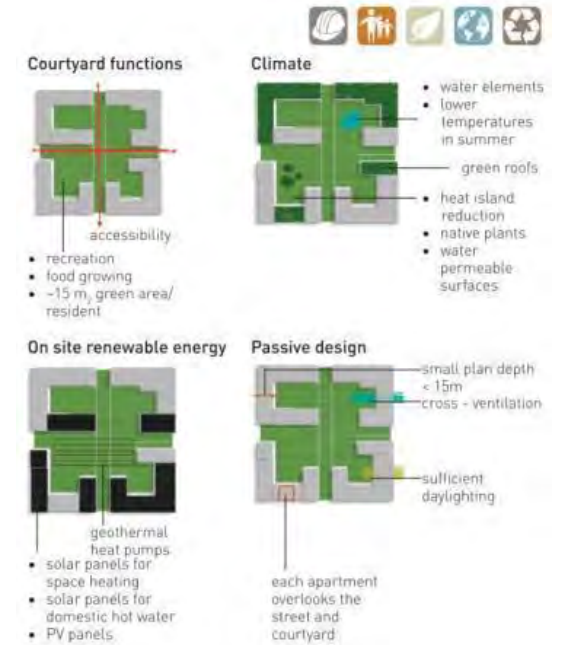 Courtyard functions
accessibility
• recreation
• food growing
• ~15 m, green area/
resident
Climate
• water elements
• lower
temperatures
in summer
green roofs
• heat island
reduction
• native plants
• water
permeable
surfaces
On site renewable energy
geothermal
heat pumps
• solar panels for
space heating
• solar panels for
domestic hot water
• PV panels
Passive design
small plan depth
< 15m
cross - ventilation
sufficient
daylighting
each apartment
overlooks the
street and
courtyard